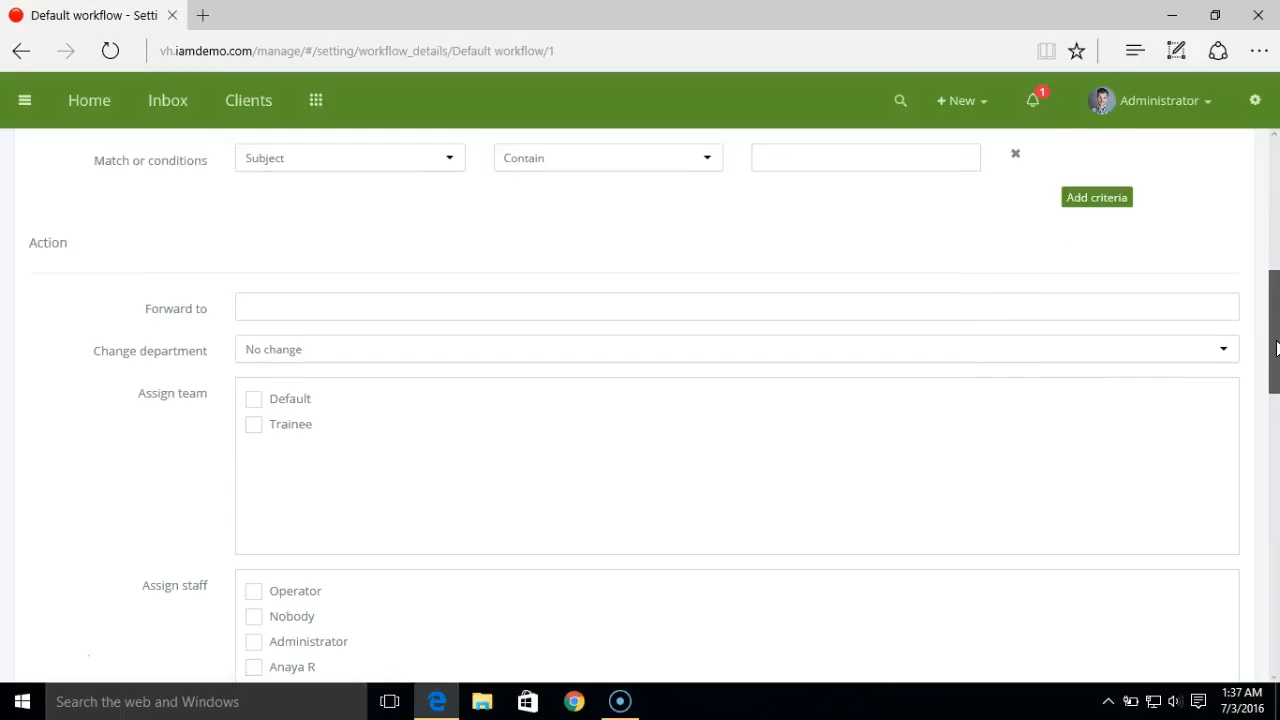 Default workflow - Setti
vh.iamdemo.com/manage/#/setting/workflow_details/Default workflow/1
Home Inbox Clients + New 1 Administrator
Match or conditions Subject Contain
Add criteria
Action
Forward to
Change department No change
Assign team Default
Trainee
Assign staff Operator
Nobody
Administrator
Anaya R
Search the web and Windows 1:37 AM
7/3/2016